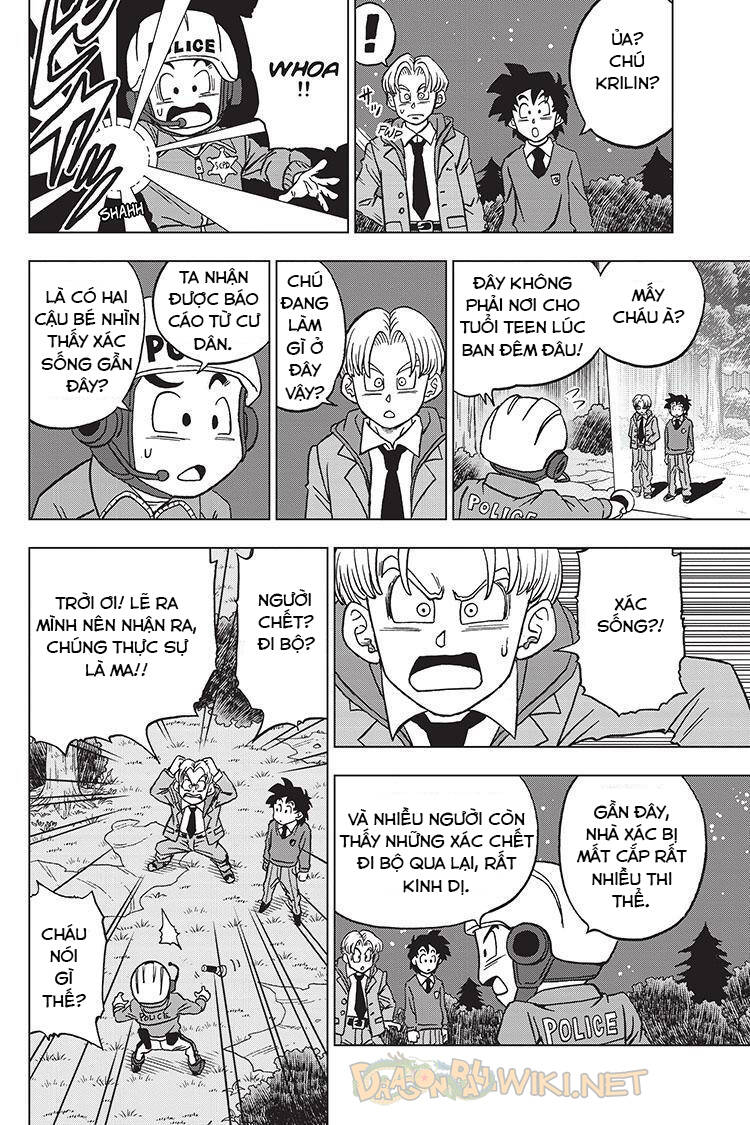 ỦA?
CHÚ
KRILIN?
!
FWP
POLICE
WHOA
!!
SCPD
SHAHH
MẤY
CHÁU À?
ĐÂY KHÔNG
PHẢI NƠI CHO
TUỔI TEEN LÚC
BAN ĐÊM ĐÂU!
POLICE
CHÚ
ĐANG
LÀM
GÌ Ở
ĐÂY
VẬY?
TA NHẬN
ĐƯỢC BÁO
CÁO TỪ CƯ
DÂN.
LÀ CÓ HAI
CẬU BÉ NHÌN
THẤY XÁC
SỐNG GẦN
ĐÂY?
POLICE
XÁC
SỐNG?!
GẦN ĐÂY,
NHÀ XÁC BỊ
MẤT CẮP RẤT
NHIỀU THI
THỂ.
VÀ NHIỀU NGƯỜI CÒN
THẤY NHỮNG XÁC CHẾT
ĐI BỘ QUA LẠI, RẤT
KINH DỊ.
POLICE
NGƯỜI
CHẾT?
ĐI BỘ?
TRỜI ƠI! LẼ RA
MÌNH NÊN NHẬN RA,
CHÚNG THỰC SỰ
LÀ MA!!
CHÁU
NÓI
GÌ
THẾ?
POLICE
DRAGON BALL WIKI.NET